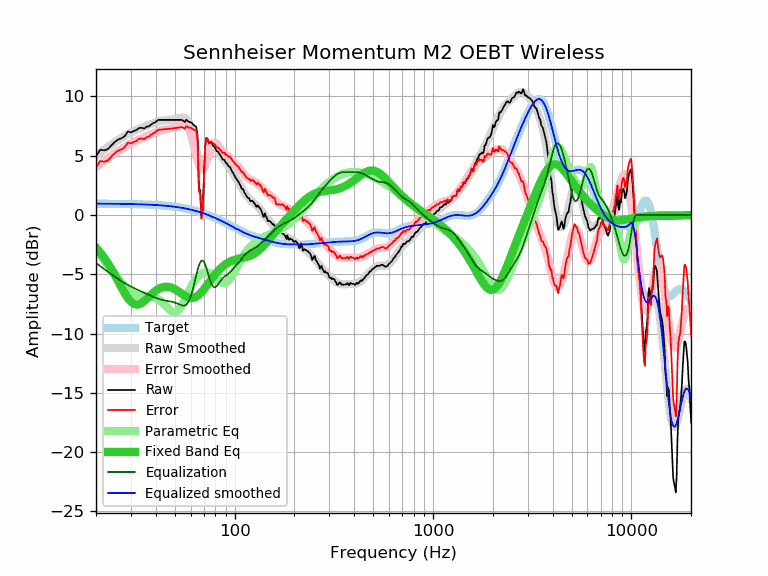 Sennheiser Momentum M2 OEBT Wireless
Amplitude (dBr)
10
5
0
−5
−10
−15
−20
−25
Target
Raw Smoothed
Error Smoothed
Raw
Error
Parametric Eq
Fixed Band Eq
Equalization
Equalized smoothed
100
1000
10000
Frequency (Hz)